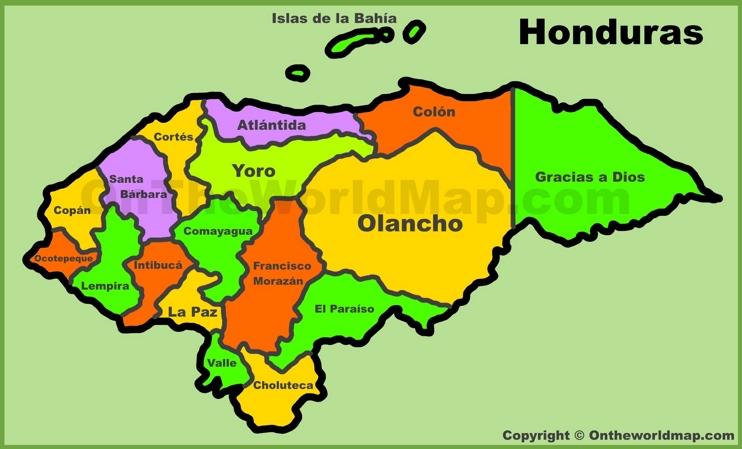 Islas de la Bahía
Honduras
Colón
Atlántida
Cortés
Yoro
Gracias a Dios
Santa
Bárbara
OnTheWorldMap.com
Copán
Olancho
Comayagua
Ocotepeque
Intibucá
Francisco
Morazán
Lempira
La Paz
El Paraíso
Valle
Choluteca
Copyright © Ontheworldmap.com